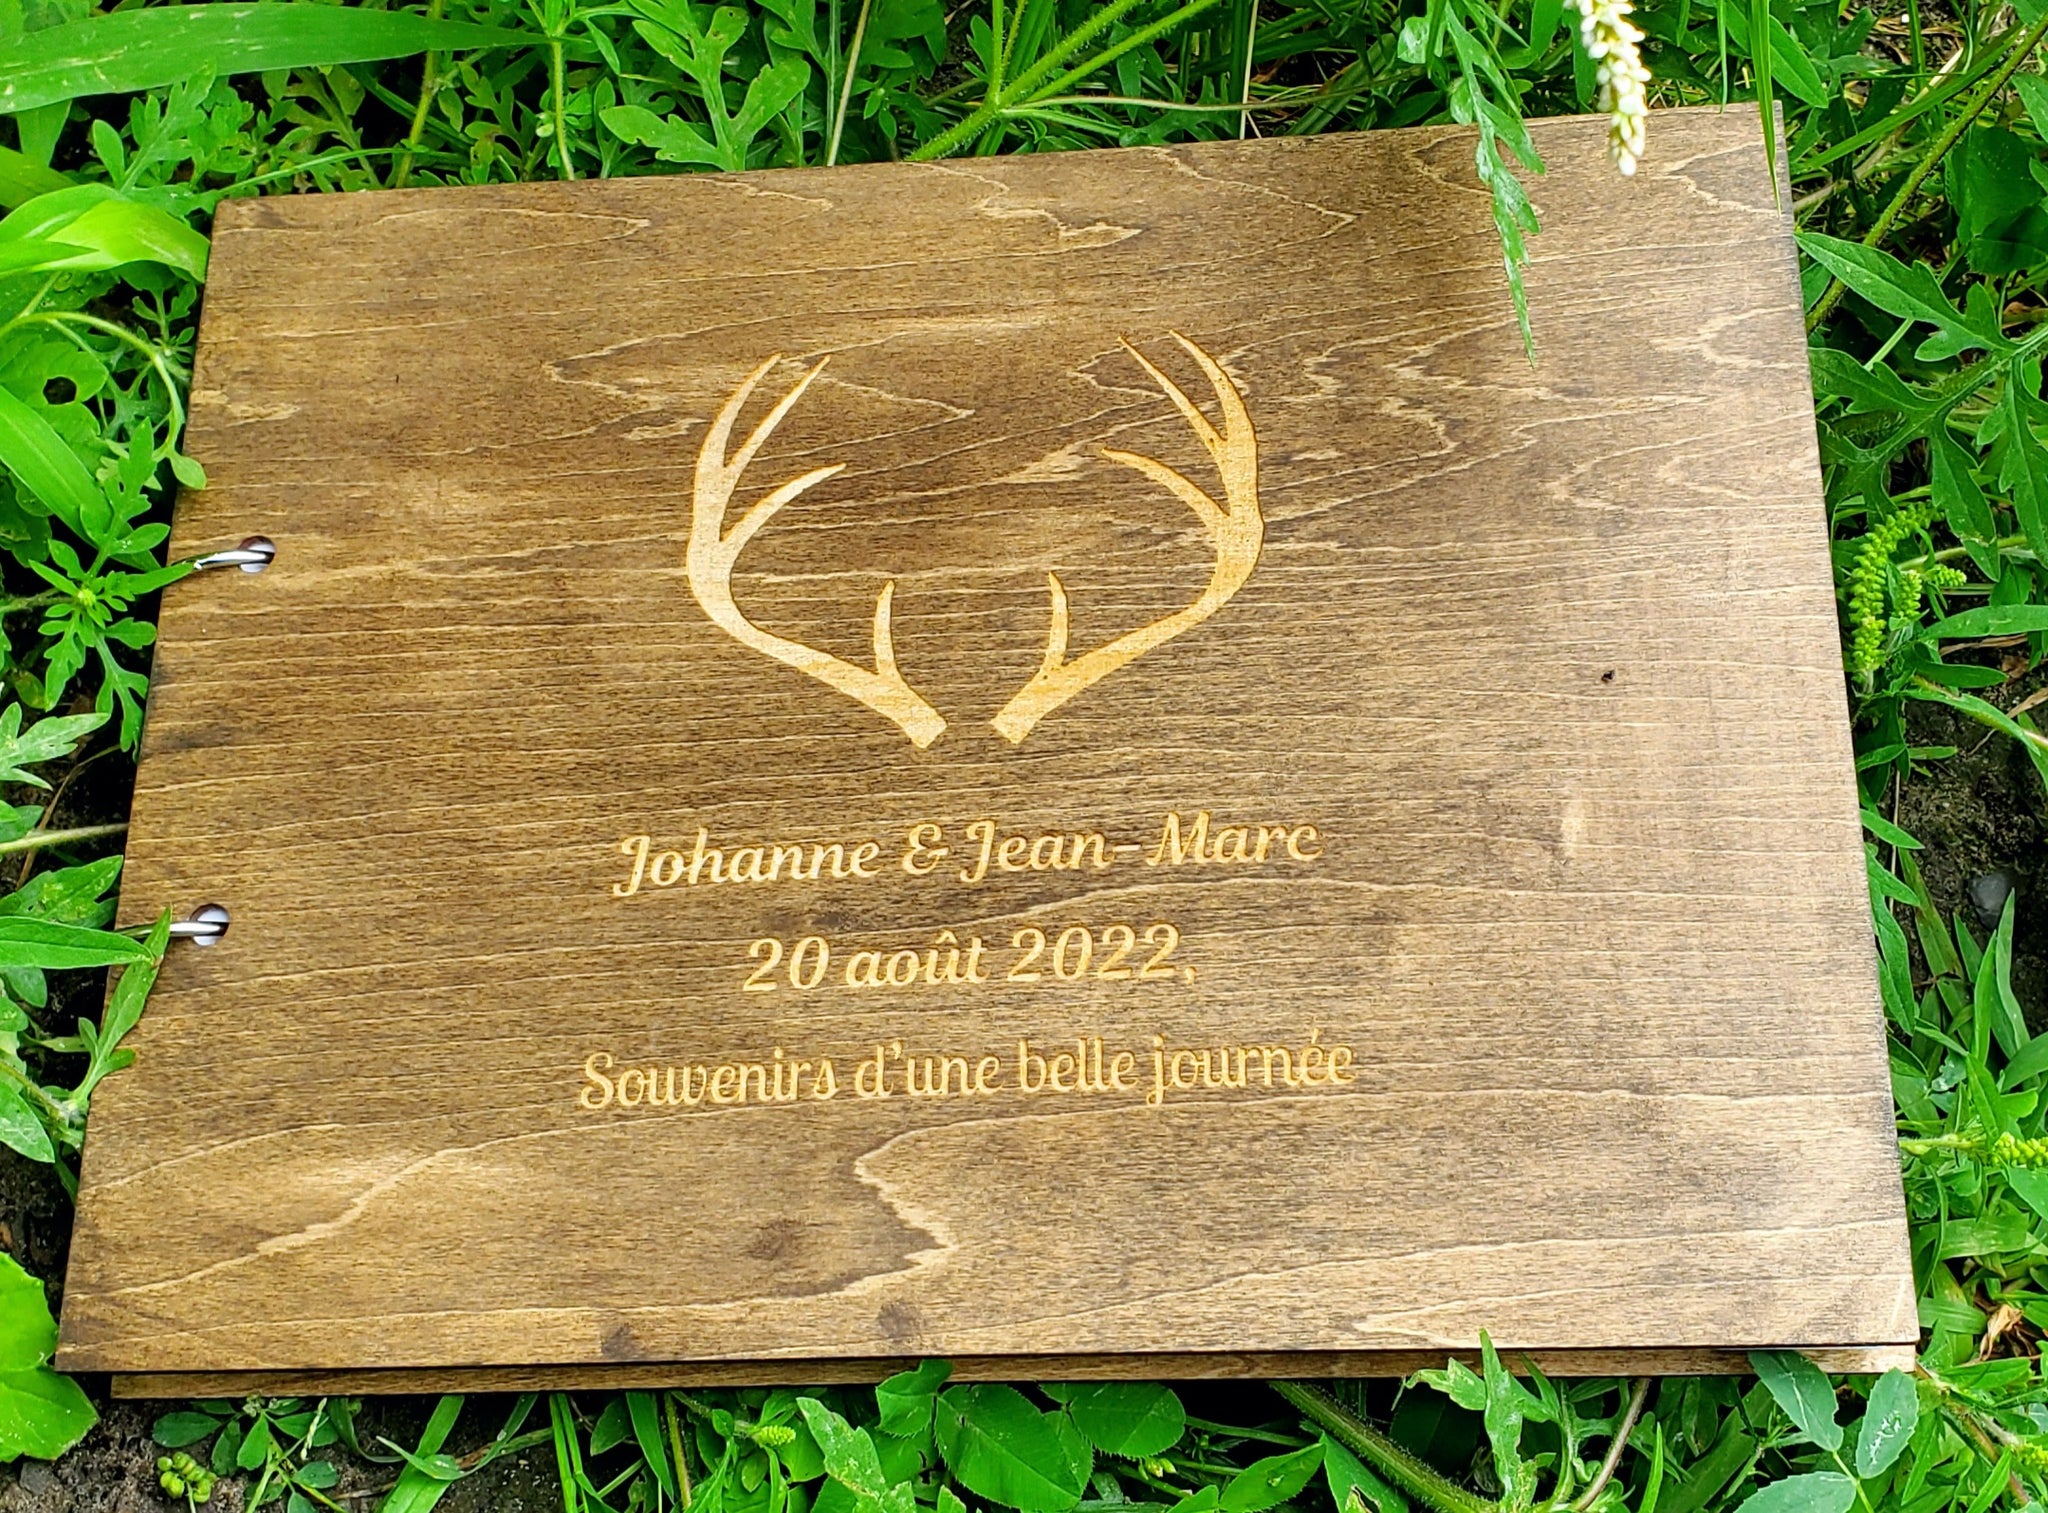 Johanne & Jean-Marc
20 août 2022,
Souvenirs d'une belle journée